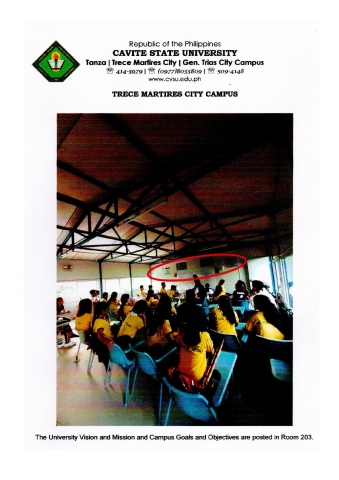 Republic of the Philippines
CAVITE STATE UNIVERSITY
Tanza | Trece Martires City | Gen. Trias City Campus
☏ 414-3979 | ☏ (0977)8033809 | ☏ 509-4148
www.cvsu.edu.ph
TRECE MARTIRES CITY CAMPUS
The University Vision and Mission and Campus Goals and Objectives are posted in Room 203.